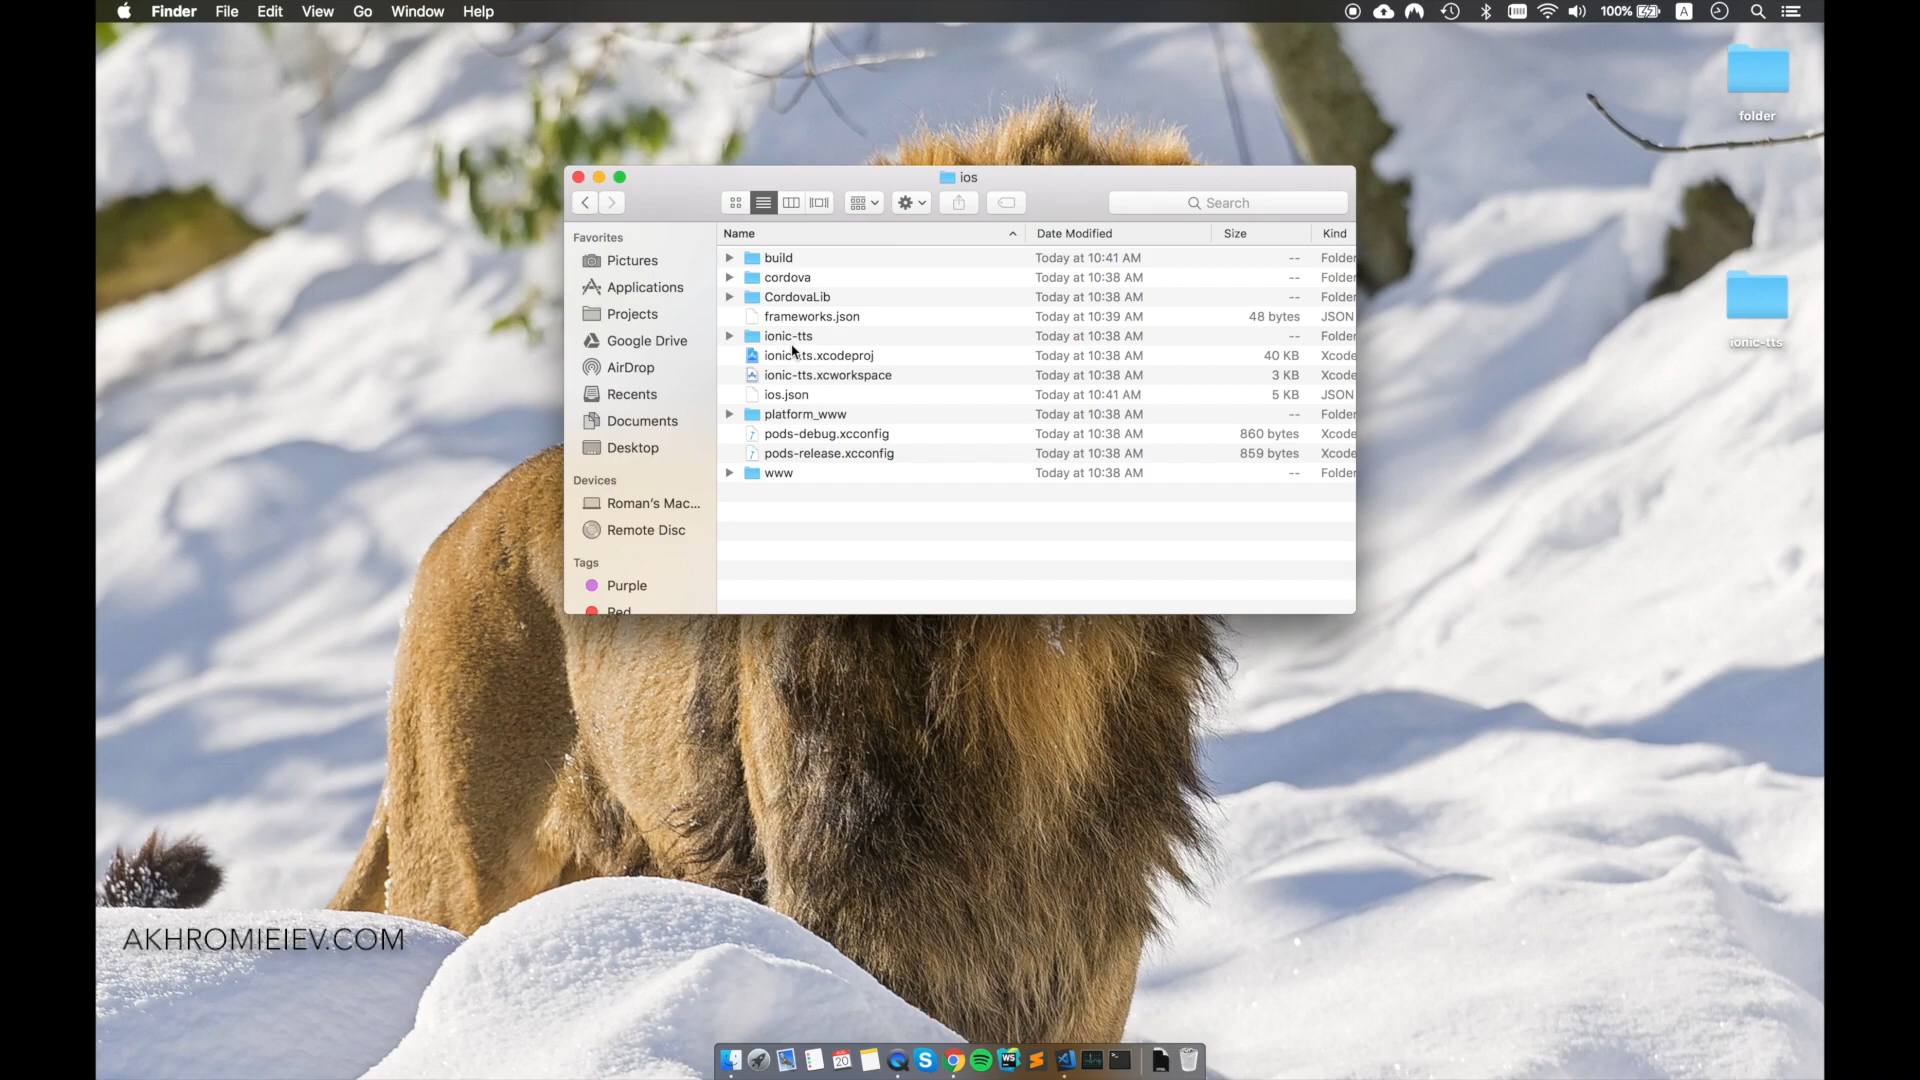 Finder File Edit View Go Window Help
100%
A
folder
ionic-tts
ios
Search
Favorites
Pictures
Applications
Projects
Google Drive
AirDrop
Recents
Documents
Desktop
Devices
Roman's Mac...
Remote Disc
Tags
Purple
Red
Name Date Modified Size Kind
build Today at 10:41 AM -- Folder
cordova Today at 10:38 AM -- Folder
CordovaLib Today at 10:38 AM -- Folder
frameworks.json Today at 10:39 AM 48 bytes JSON
ionic-tts Today at 10:38 AM -- Folder
ionic-tts.xcodeproj Today at 10:38 AM 40 KB Xcode
ionic-tts.xcworkspace Today at 10:38 AM 3 KB Xcode
ios.json Today at 10:41 AM 5 KB JSON
platform_www Today at 10:38 AM -- Folder
pods-debug.xcconfig Today at 10:38 AM 860 bytes Xcode
pods-release.xcconfig Today at 10:38 AM 859 bytes Xcode
www Today at 10:38 AM -- Folder
AKHROMIEIEV.COM
20
WS